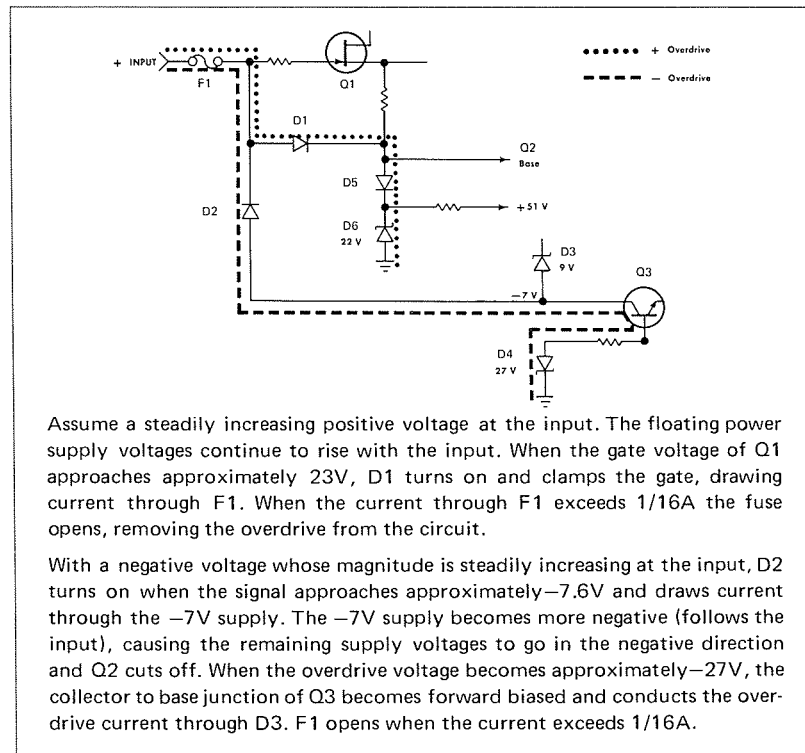 + INPUT
F1
Q1
+ Overdrive
− Overdrive
D1
Q2
Base
D5
+51 V
D2
D6
22 V
D3
9 V
Q3
−7 V
D4
27 V
Assume a steadily increasing positive voltage at the input. The floating power
supply voltages continue to rise with the input. When the gate voltage of Q1
approaches approximately 23V, D1 turns on and clamps the gate, drawing
current through F1. When the current through F1 exceeds 1/16A the fuse
opens, removing the overdrive from the circuit.
With a negative voltage whose magnitude is steadily increasing at the input, D2
turns on when the signal approaches approximately−7.6V and draws current
through the −7V supply. The −7V supply becomes more negative (follows the
input), causing the remaining supply voltages to go in the negative direction
and Q2 cuts off. When the overdrive voltage becomes approximately−27V, the
collector to base junction of Q3 becomes forward biased and conducts the over-
drive current through D3. F1 opens when the current exceeds 1/16A.